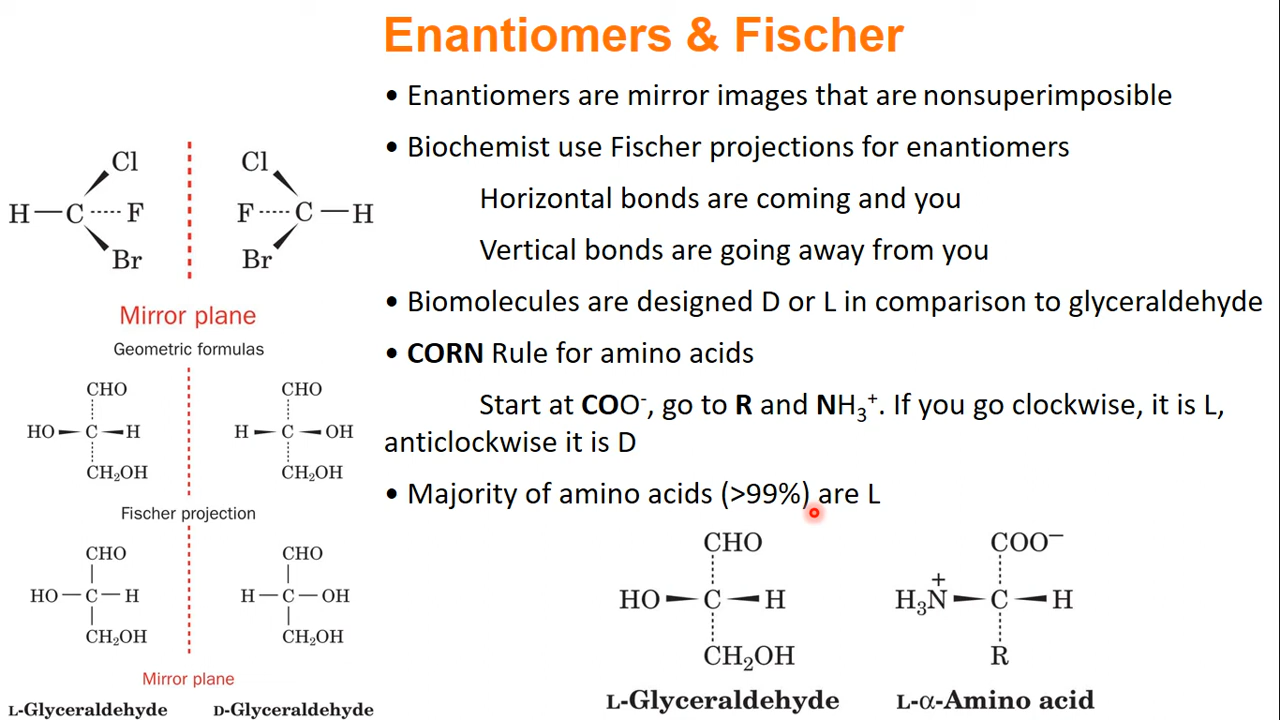 Enantiomers & Fischer
• Enantiomers are mirror images that are nonsuperimposible
• Biochemist use Fischer projections for enantiomers
Horizontal bonds are coming and you
Vertical bonds are going away from you
• Biomolecules are designed D or L in comparison to glyceraldehyde
• CORN Rule for amino acids
Start at COO⁻, go to R and NH₃⁺. If you go clockwise, it is L,
anticlockwise it is D
• Majority of amino acids (>99%) are L
Cl Cl
H—C F F C—H
Br Br
Mirror plane
Geometric formulas
CHO CHO
HO C H H C OH
CH₂OH CH₂OH
Fischer projection
CHO CHO
HO—C—H H—C—OH
CH₂OH CH₂OH
Mirror plane
L-Glyceraldehyde D-Glyceraldehyde
CHO COO⁻
+
HO C H H₃N C H
CH₂OH R
L-Glyceraldehyde L-α-Amino acid